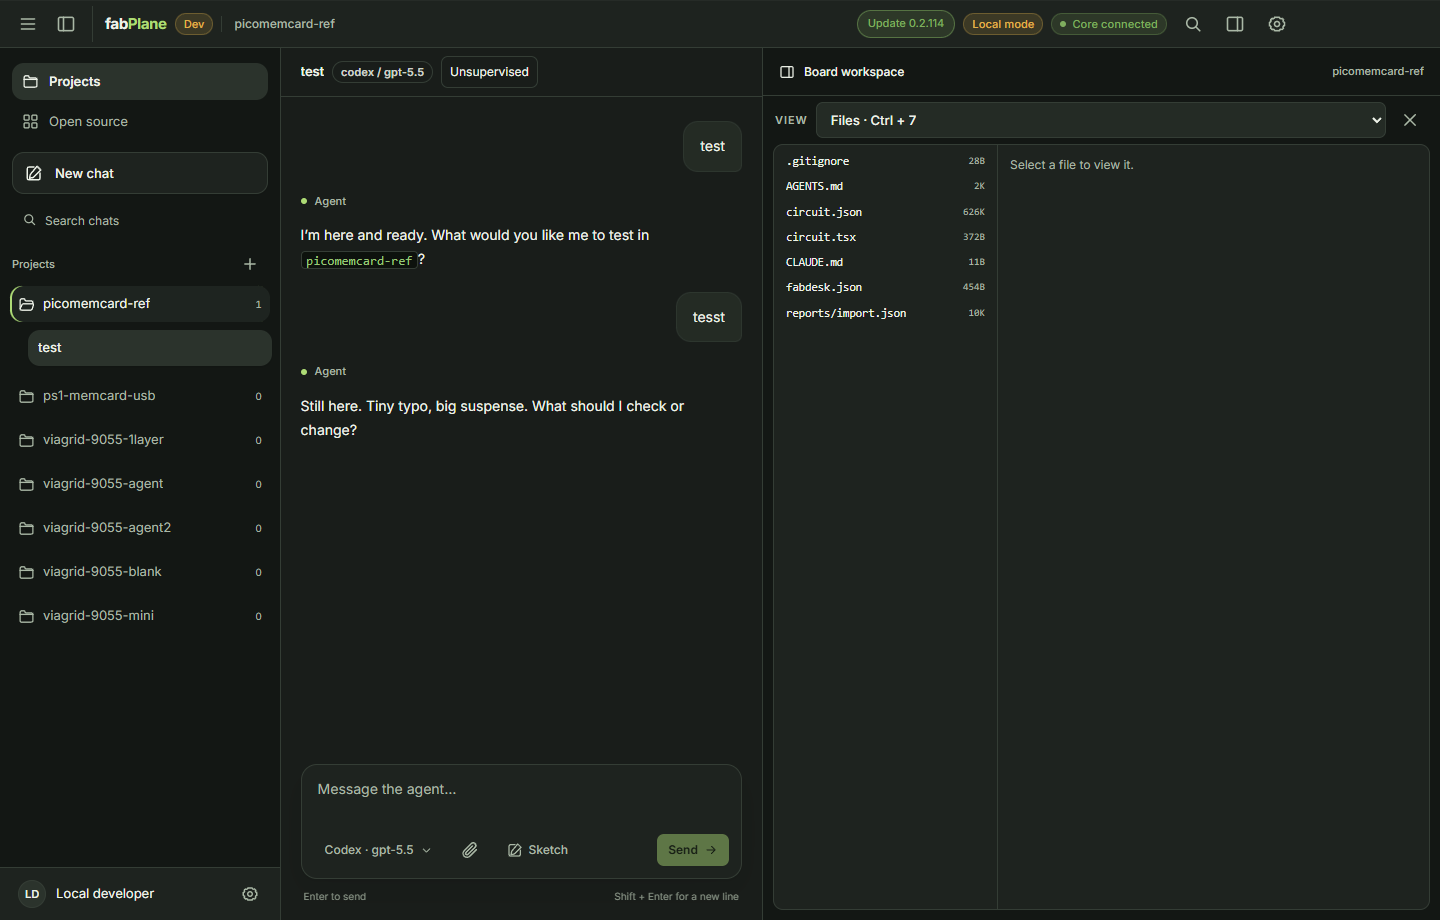 fabPlane Dev picomemcard-ref Update 0.2.114 Local mode Core connected
Projects
Open source
New chat
Search chats
Projects
picomemcard-ref 1
test
ps1-memcard-usb 0
viagrid-9055-1layer 0
viagrid-9055-agent 0
viagrid-9055-agent2 0
viagrid-9055-blank 0
viagrid-9055-mini 0
LD Local developer
test codex / gpt-5.5 Unsupervised
test
Agent
I'm here and ready. What would you like me to test in
picomemcard-ref?
tesst
Agent
Still here. Tiny typo, big suspense. What should I check or
change?
Message the agent...
Codex · gpt-5.5 Sketch Send
Enter to send Shift + Enter for a new line
Board workspace picomemcard-ref
VIEW Files · Ctrl + 7
.gitignore 28B
AGENTS.md 2K
circuit.json 626K
circuit.tsx 372B
CLAUDE.md 11B
fabdesk.json 454B
reports/import.json 10K
Select a file to view it.